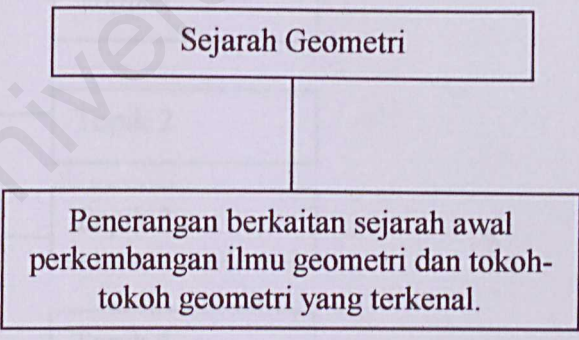 Sejarah Geometri
Penerangan berkaitan sejarah awal
perkembangan ilmu geometri dan tokoh-
tokoh geometri yang terkenal.